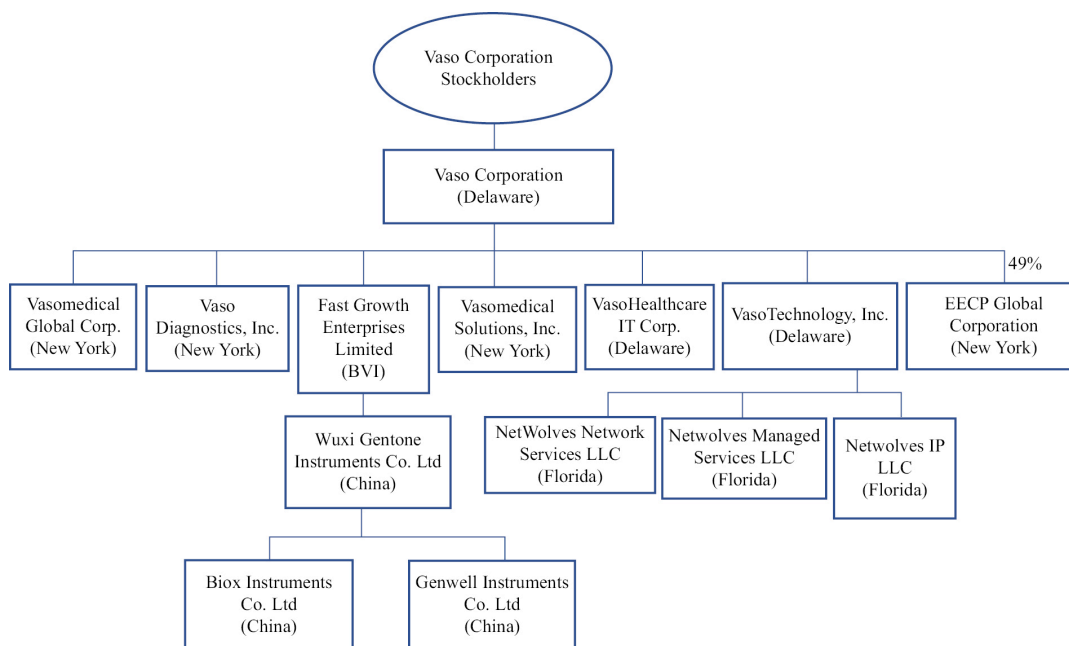 Vaso Corporation
Stockholders
Vaso Corporation
(Delaware)
49%
Vasomedical
Global Corp.
(New York)
Vaso
Diagnostics, Inc.
(New York)
Fast Growth
Enterprises
Limited
(BVI)
Vasomedical
Solutions, Inc.
(New York)
VasoHealthcare
IT Corp.
(Delaware)
VasoTechnology, Inc.
(Delaware)
EECP Global
Corporation
(New York)
Wuxi Gentone
Instruments Co. Ltd
(China)
NetWolves Network
Services LLC
(Florida)
Netwolves Managed
Services LLC
(Florida)
Netwolves IP
LLC
(Florida)
Biox Instruments
Co. Ltd
(China)
Genwell Instruments
Co. Ltd
(China)